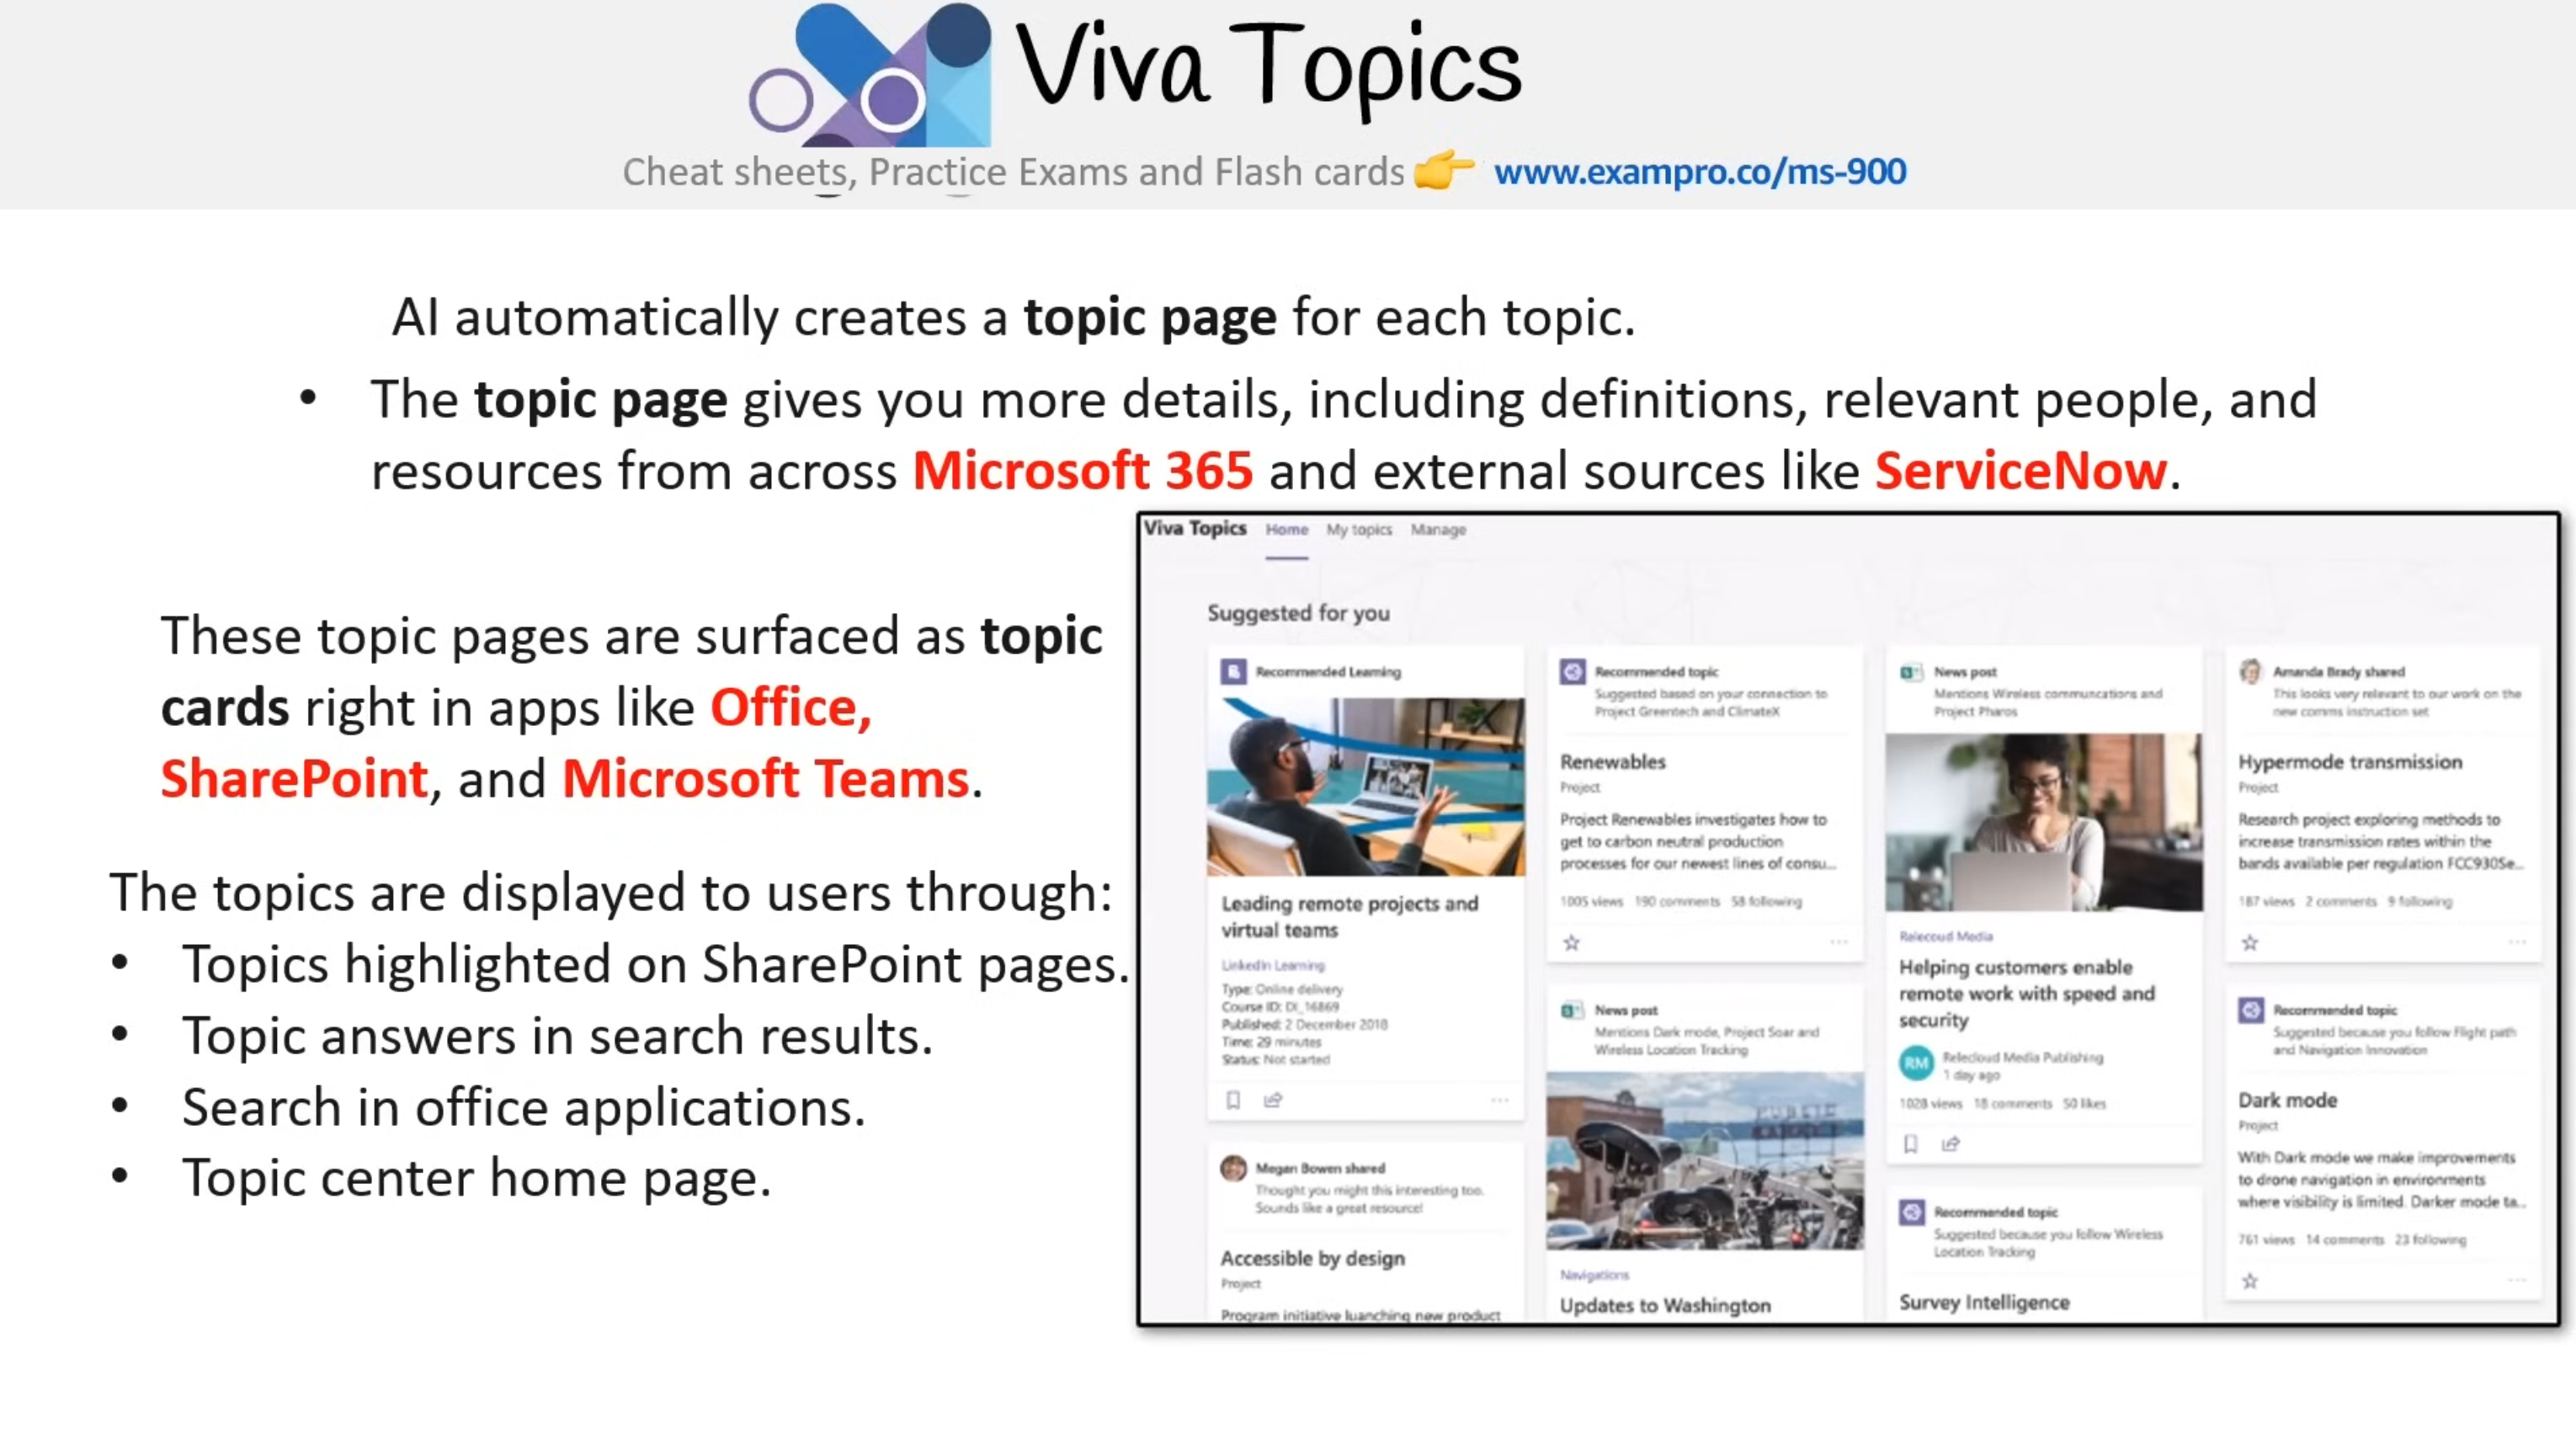 Viva Topics
Cheat sheets, Practice Exams and Flash cards www.exampro.co/ms-900
AI automatically creates a topic page for each topic.
• The topic page gives you more details, including definitions, relevant people, and
resources from across Microsoft 365 and external sources like ServiceNow.
These topic pages are surfaced as topic
cards right in apps like Office,
SharePoint, and Microsoft Teams.
The topics are displayed to users through:
• Topics highlighted on SharePoint pages.
• Topic answers in search results.
• Search in office applications.
• Topic center home page.
Viva Topics Home My topics Manage
Suggested for you
Recommended Learning
Leading remote projects and
virtual teams
LinkedIn Learning
Type: Online delivery
Course ID: DI_16869
Published: 2 December 2018
Time: 29 minutes
Status: Not started
Megan Bowen shared
Thought you might this interesting too.
Sounds like a great resource!
Accessible by design
Project
Program initiative luanching new product
Recommended topic
Suggested based on your connection to
Project Greentech and ClimateX
Renewables
Project
Project Renewables investigates how to
get to carbon neutral production
processes for our newest lines of consu...
1005 views 190 comments 58 following
News post
Mentions Dark mode, Project Soar and
Wireless Location Tracking
PUBLIC
Navigations
Updates to Washington
News post
Mentions Wireless communcations and
Project Pharos
Relecoud Media
Helping customers enable
remote work with speed and
security
RM
Relecloud Media Publishing
1 day ago
1028 views 18 comments 50 likes
Recommended topic
Suggested because you follow Wireless
Location Tracking
Survey Intelligence
Amanda Brady shared
This looks very relevant to our work on the
new comms instruction set
Hypermode transmission
Project
Research project exploring methods to
increase transmission rates within the
bands available per regulation FCC930Se...
187 views 2 comments 9 following
Recommended topic
Suggested because you follow Flight path
and Navigation Innovation
Dark mode
Project
With Dark mode we make improvements
to drone navigation in environments
where visibility is limited. Darker mode ta...
761 views 14 comments 23 following